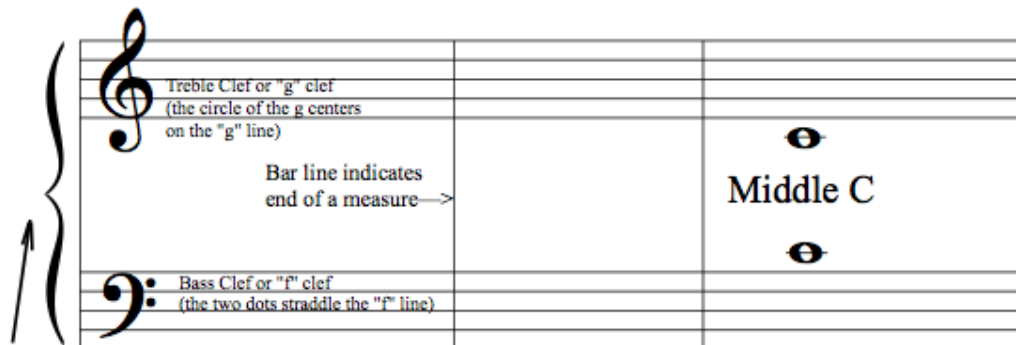 Treble Clef or "g" clef
(the circle of the g centers
on the "g" line)
Bar line indicates
end of a measure—>
Middle C
Bass Clef or "f" clef
(the two dots straddle the "f" line)